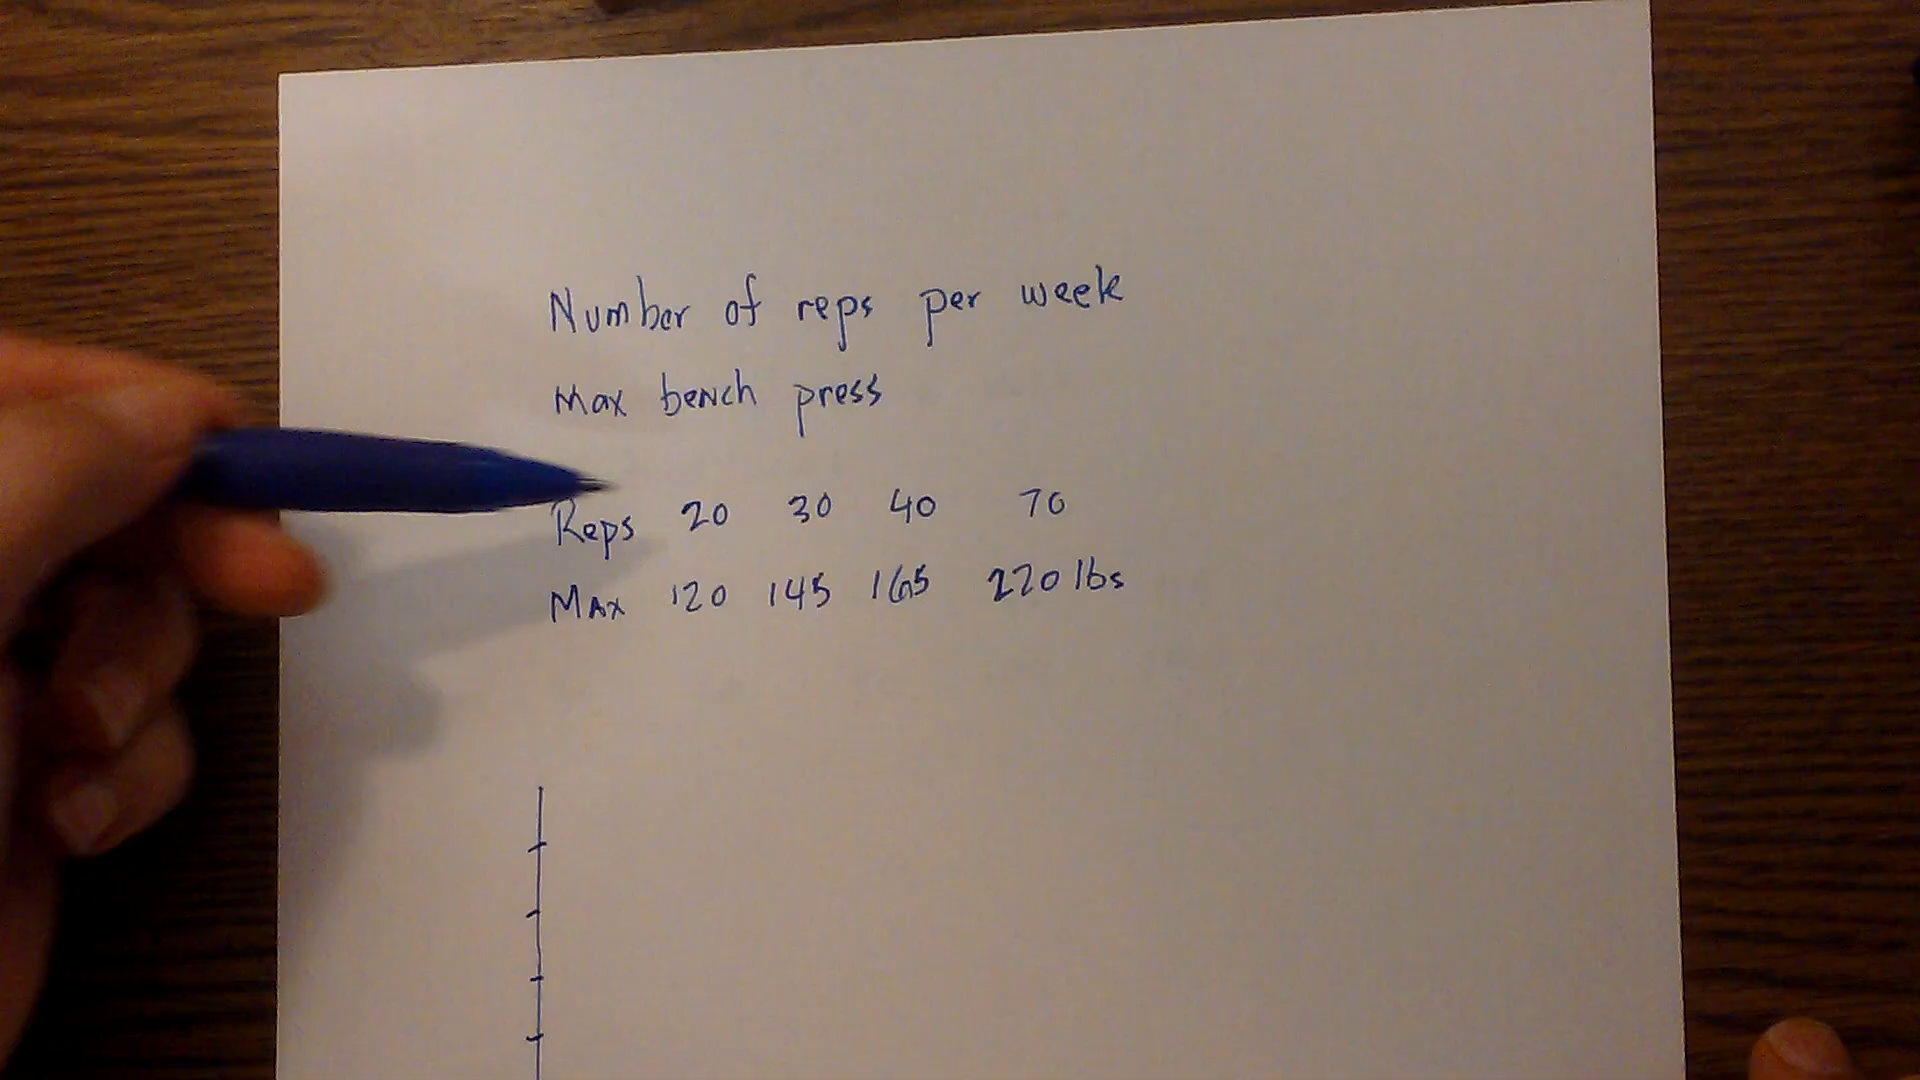 Number of reps per week
Max bench press
Reps 20 30 40 70
MAX 120 145 165 220 lbs